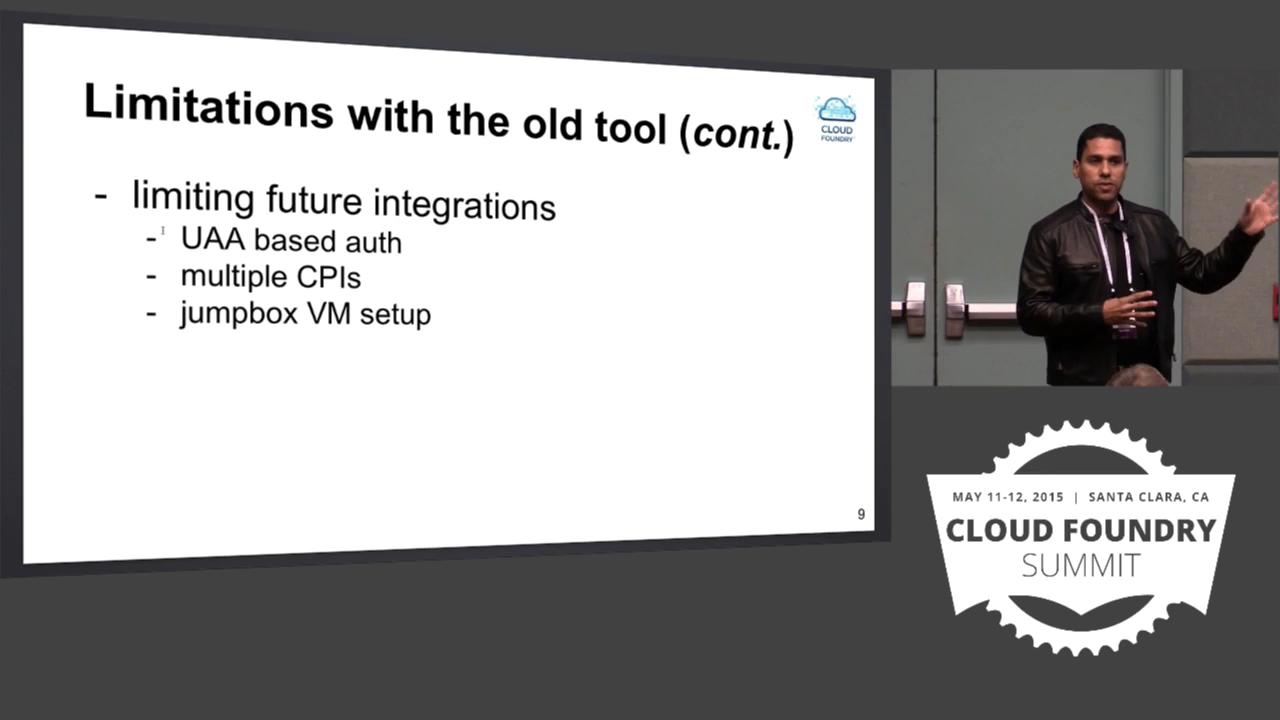 Limitations with the old tool (cont.)
CLOUD
FOUNDRY
- limiting future integrations
- UAA based auth
- multiple CPIs
- jumpbox VM setup
9
MAY 11-12, 2015 | SANTA CLARA, CA
CLOUD FOUNDRY
SUMMIT